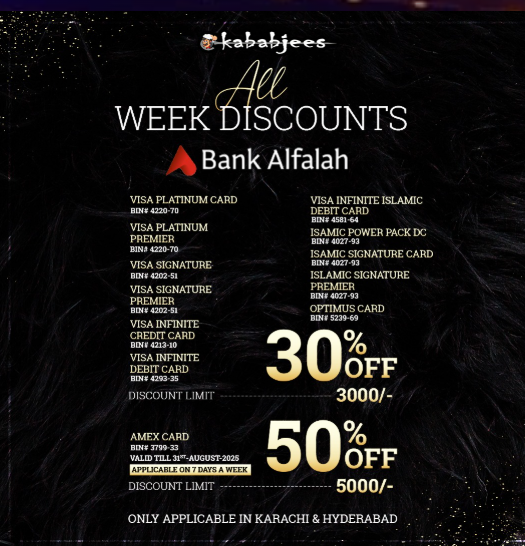 kababjees
All
WEEK DISCOUNTS
Bank Alfalah
VISA PLATINUM CARD
BIN# 4220-70
VISA PLATINUM
PREMIER
BIN# 4220-70
VISA SIGNATURE
BIN# 4202-51
VISA SIGNATURE
PREMIER
BIN# 4202-51
VISA INFINITE
CREDIT CARD
BIN# 4213-10
VISA INFINITE
DEBIT CARD
BIN# 4293-35
VISA INFINITE ISLAMIC
DEBIT CARD
BIN# 4581-64
ISAMIC POWER PACK DC
BIN# 4027-93
ISAMIC SIGNATURE CARD
BIN# 4027-93
ISLAMIC SIGNATURE
PREMIER
BIN# 4027-93
OPTIMUS CARD
BIN# 5239-69
30% OFF
DISCOUNT LIMIT ------------------- 3000/-
AMEX CARD
BIN# 3799-33
VALID TILL 31ST-AUGUST-2025
APPLICABLE ON 7 DAYS A WEEK
50% OFF
DISCOUNT LIMIT ------------------- 5000/-
ONLY APPLICABLE IN KARACHI & HYDERABAD